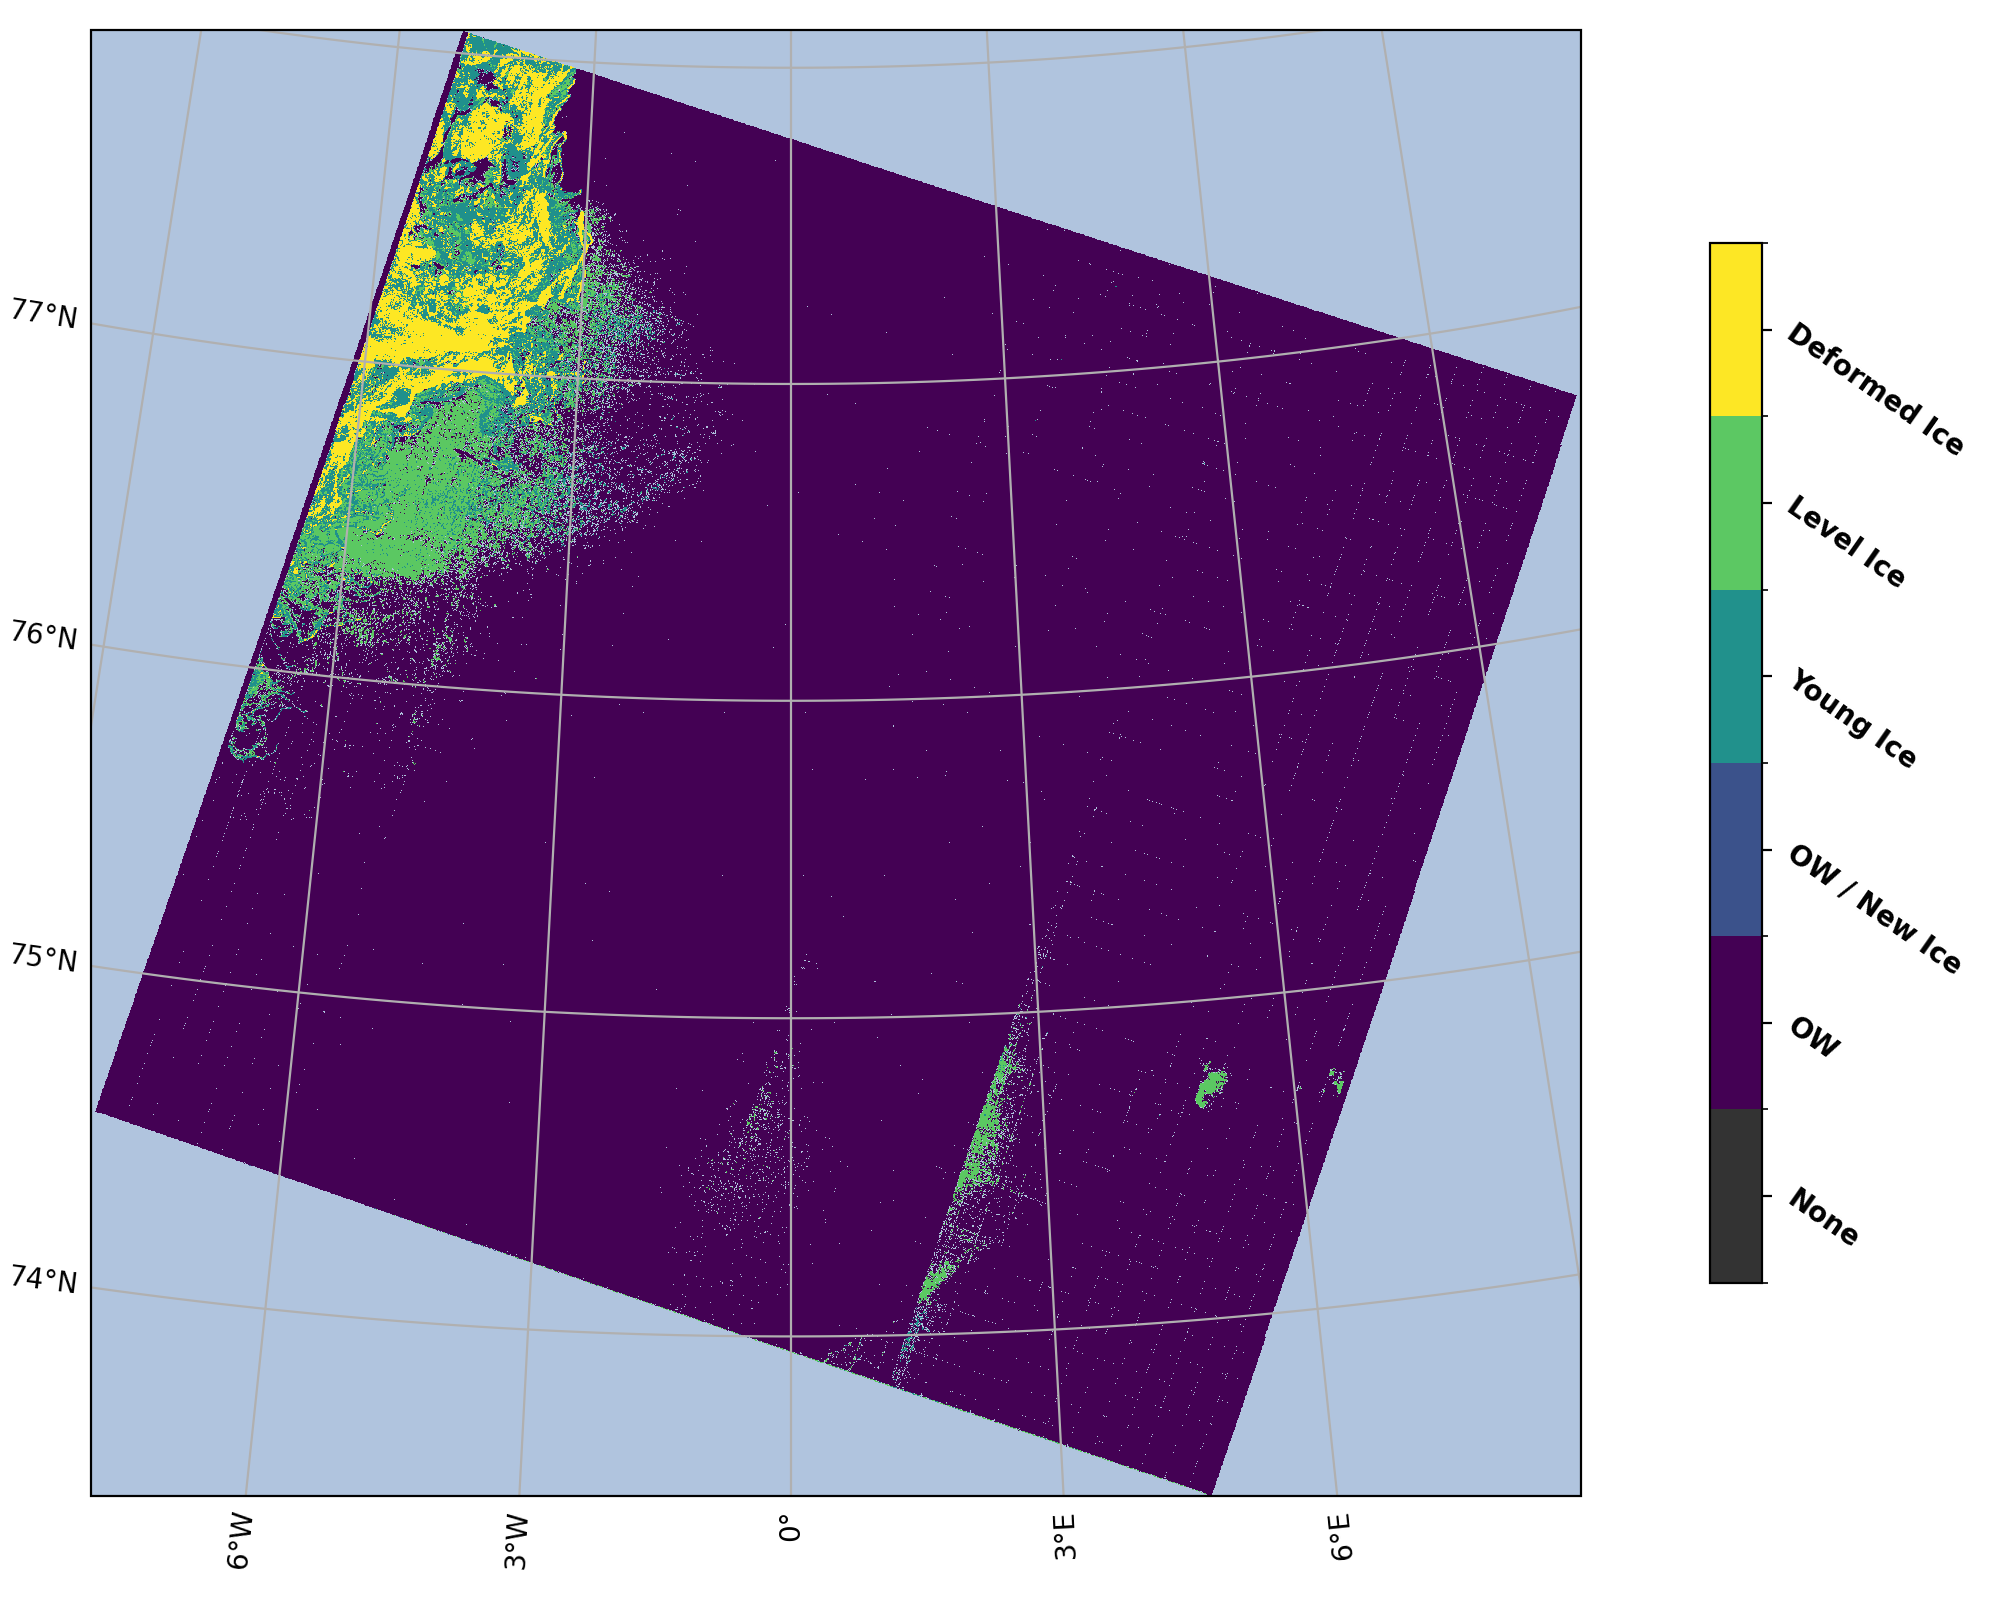 77°N
76°N
75°N
74°N
6°W
3°W
0°
3°E
6°E
Deformed Ice
Level Ice
Young Ice
OW / New Ice
OW
None